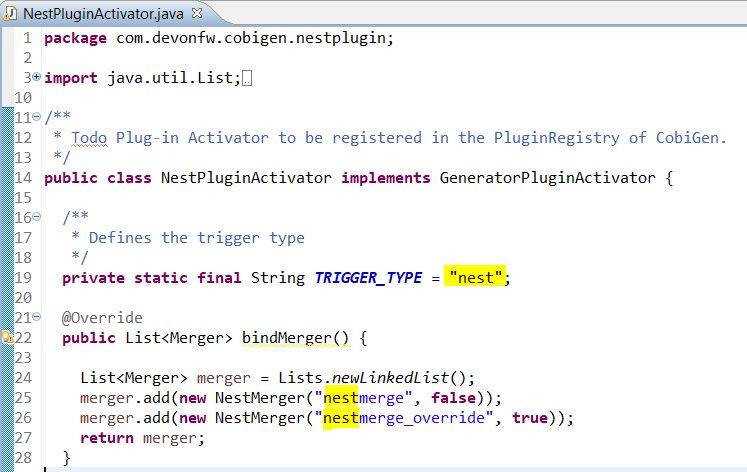 NestPluginActivator.java
1 package com.devonfw.cobigen.nestplugin;
2
3 import java.util.List;
10
11 /**
12 * Todo Plug-in Activator to be registered in the PluginRegistry of CobiGen.
13 */
14 public class NestPluginActivator implements GeneratorPluginActivator {
15
16 /**
17 * Defines the trigger type
18 */
19 private static final String TRIGGER_TYPE = "nest";
20
21 @Override
22 public List<Merger> bindMerger() {
23
24 List<Merger> merger = Lists.newLinkedList();
25 merger.add(new NestMerger("nestmerge", false));
26 merger.add(new NestMerger("nestmerge_override", true));
27 return merger;
28 }